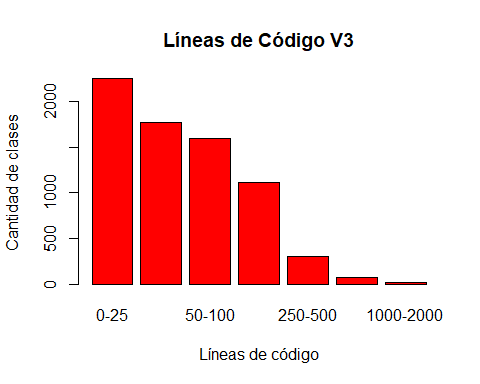 Líneas de Código V3
Cantidad de clases
2000
1000
500
0
0-25 50-100 250-500 1000-2000
Líneas de código